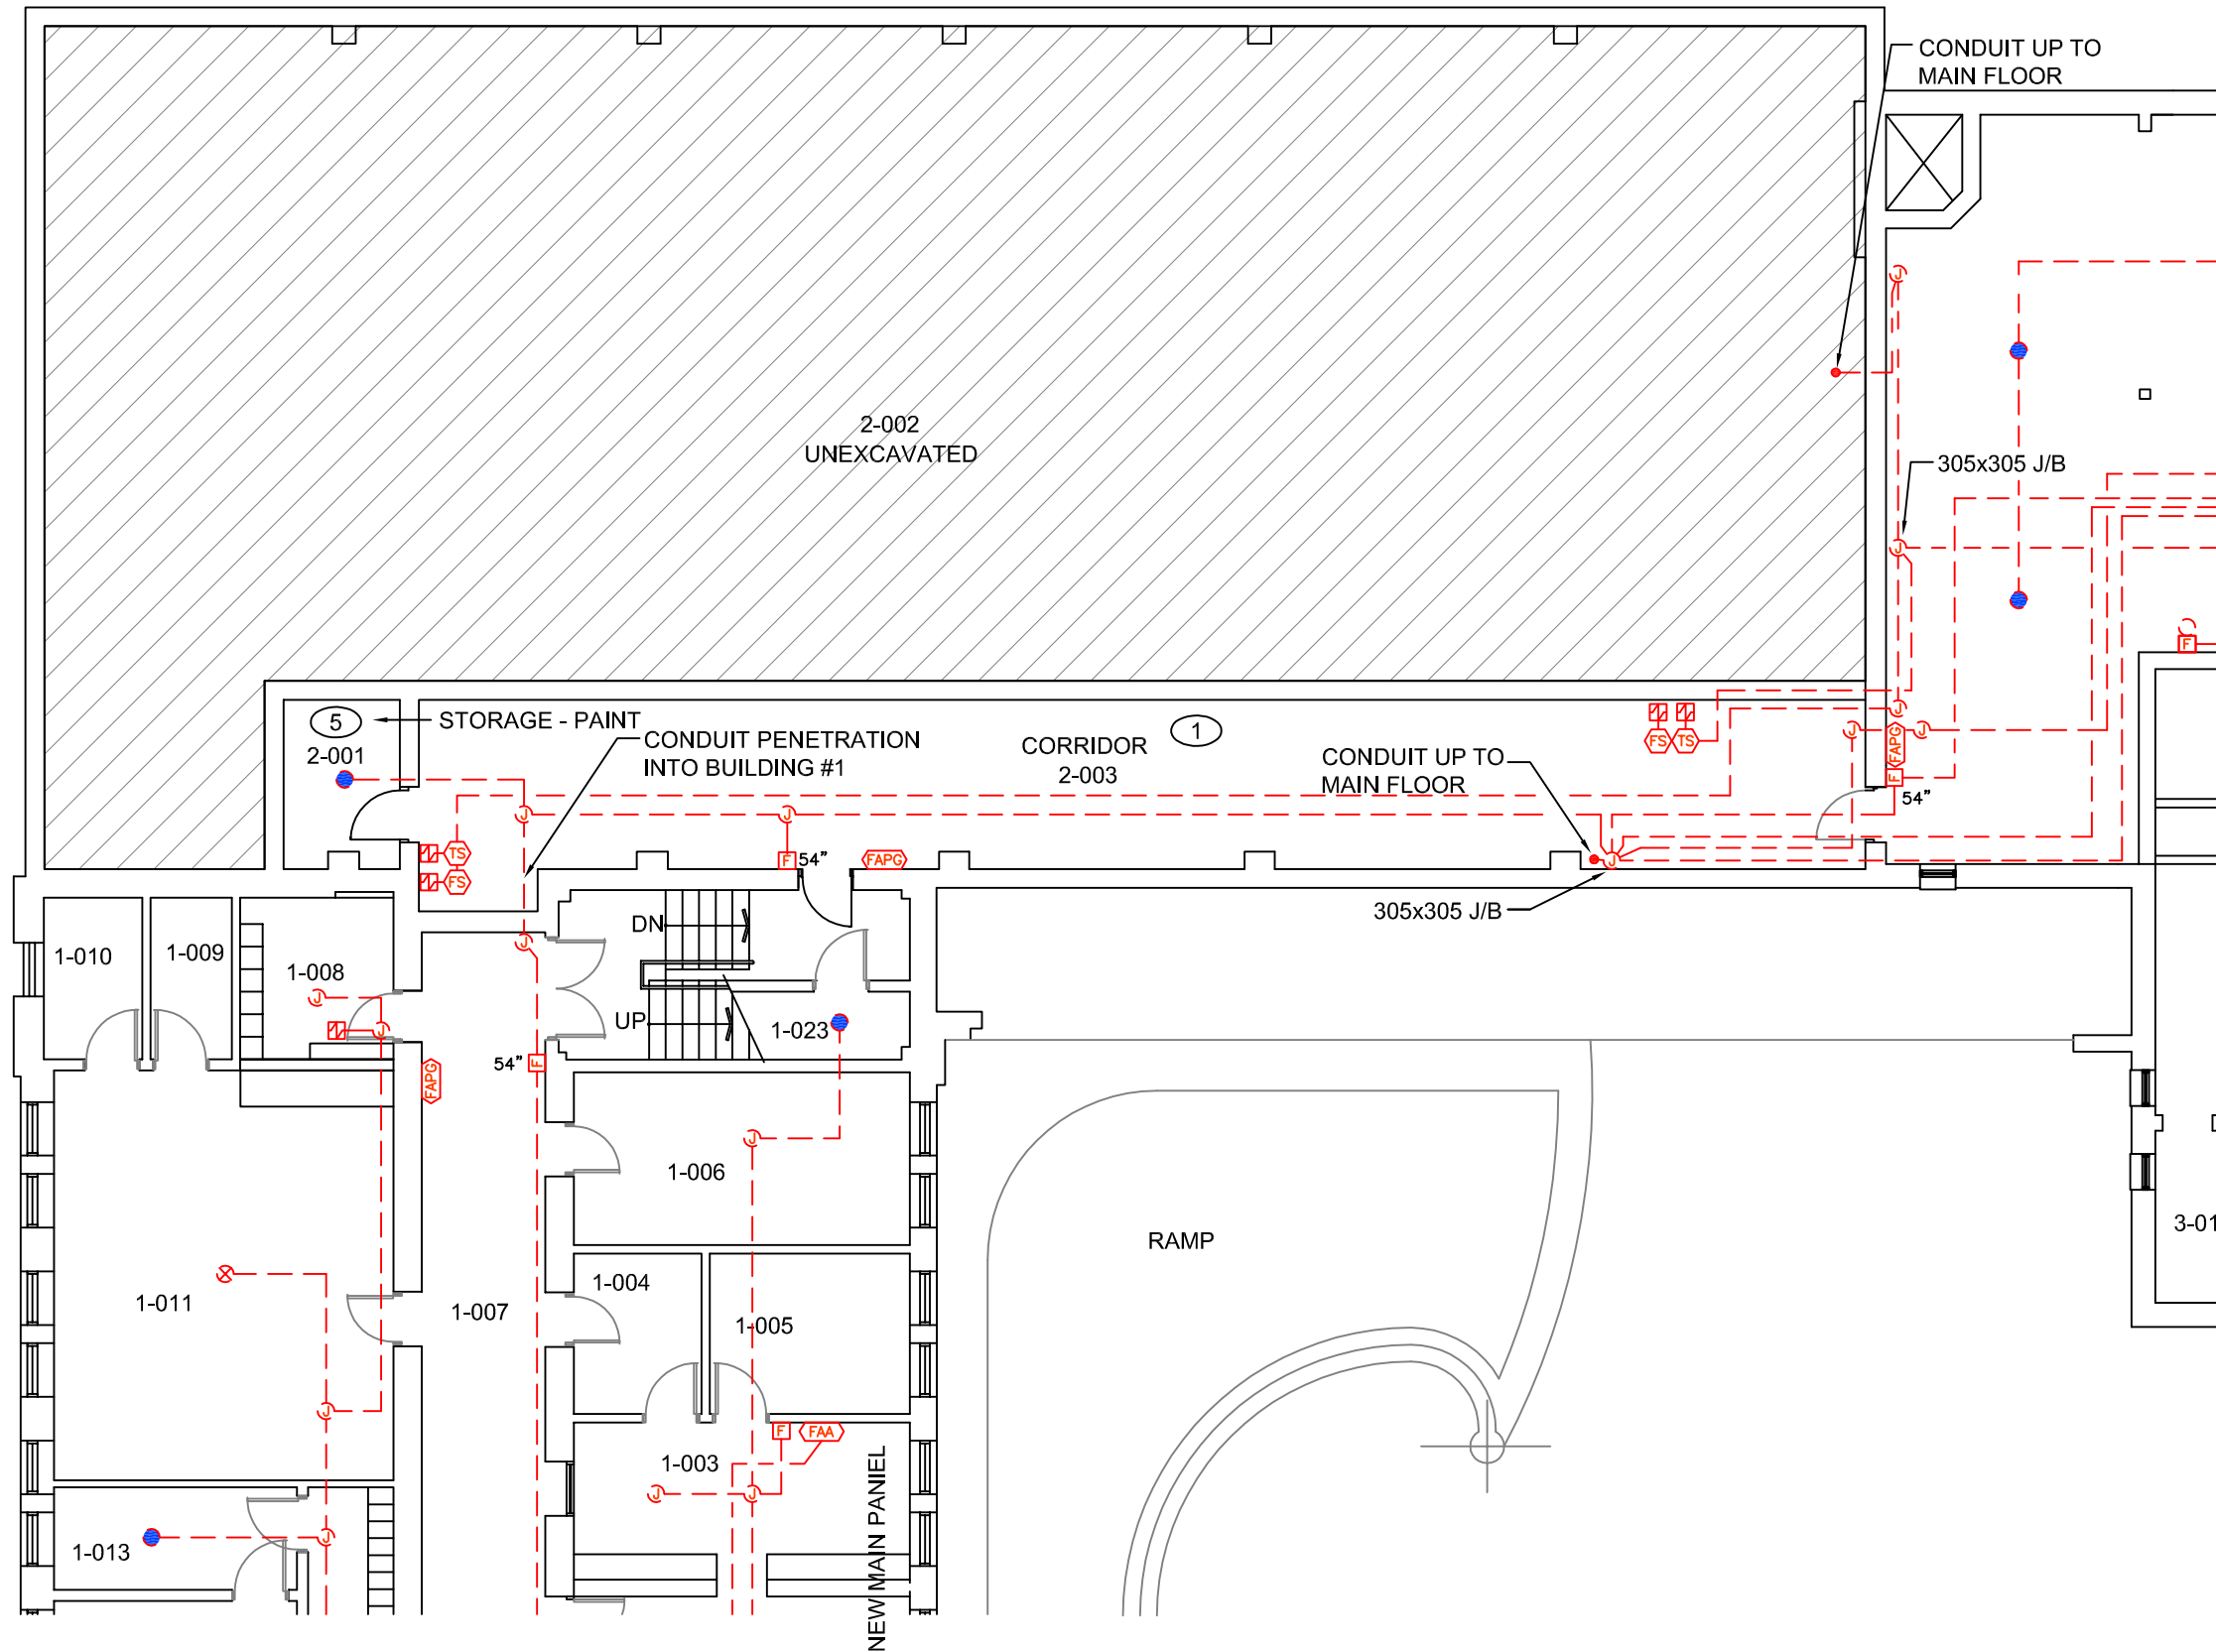 CONDUIT UP TO
MAIN FLOOR
2-002
UNEXCAVATED
305x305 J/B
J
J
F
5
STORAGE - PAINT
2-001
CONDUIT PENETRATION
INTO BUILDING #1
CORRIDOR
2-003
1
CONDUIT UP TO
MAIN FLOOR
FS
TS
J
J
FAPG
J
F
54"
J
J
TS
FS
F
54"
FAPG
J
305x305 J/B
1-010
1-009
1-008
J
J
J
DN
UP
1-023
54"
F
FAPG
J
1-006
1-011
1-007
1-004
1-005
RAMP
3-01
J
F
FAA
1-003
J
J
NEW MAIN PANIEL
1-013
J